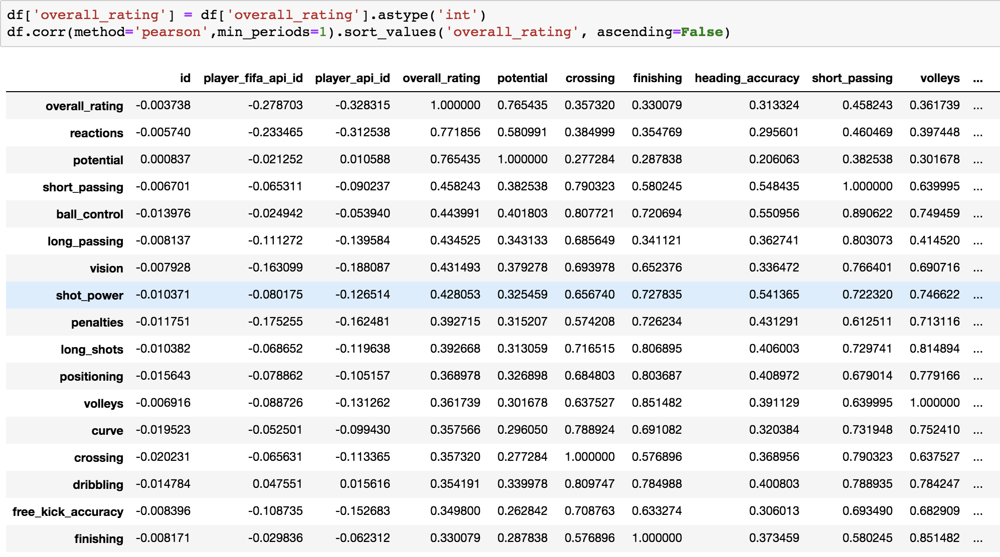 df['overall_rating'] = df['overall_rating'].astype('int')
df.corr(method='pearson',min_periods=1).sort_values('overall_rating', ascending=False)
id player_fifa_api_id player_api_id overall_rating potential crossing finishing heading_accuracy short_passing volleys ...
overall_rating -0.003738 -0.278703 -0.328315 1.000000 0.765435 0.357320 0.330079 0.313324 0.458243 0.361739 ...
reactions -0.005740 -0.233465 -0.312538 0.771856 0.580991 0.384999 0.354769 0.295601 0.460469 0.397448 ...
potential 0.000837 -0.021252 0.010588 0.765435 1.000000 0.277284 0.287838 0.206063 0.382538 0.301678 ...
short_passing -0.006701 -0.065311 -0.090237 0.458243 0.382538 0.790323 0.580245 0.548435 1.000000 0.639995 ...
ball_control -0.013976 -0.024942 -0.053940 0.443991 0.401803 0.807721 0.720694 0.550956 0.890622 0.749459 ...
long_passing -0.008137 -0.111272 -0.139584 0.434525 0.343133 0.685649 0.341121 0.362741 0.803073 0.414520 ...
vision -0.007928 -0.163099 -0.188087 0.431493 0.379278 0.693978 0.652376 0.336472 0.766401 0.690716 ...
shot_power -0.010371 -0.080175 -0.126514 0.428053 0.325459 0.656740 0.727835 0.541365 0.722320 0.746622 ...
penalties -0.011751 -0.175255 -0.162481 0.392715 0.315207 0.574208 0.726234 0.431291 0.612511 0.713116 ...
long_shots -0.010382 -0.068652 -0.119638 0.392668 0.313059 0.716515 0.806895 0.406003 0.729741 0.814894 ...
positioning -0.015643 -0.078862 -0.105157 0.368978 0.326898 0.684803 0.803687 0.408972 0.679014 0.779166 ...
volleys -0.006916 -0.088726 -0.131262 0.361739 0.301678 0.637527 0.851482 0.391129 0.639995 1.000000 ...
curve -0.019523 -0.052501 -0.099430 0.357566 0.296050 0.788924 0.691082 0.320384 0.731948 0.752410 ...
crossing -0.020231 -0.065631 -0.113365 0.357320 0.277284 1.000000 0.576896 0.368956 0.790323 0.637527 ...
dribbling -0.014784 0.047551 0.015616 0.354191 0.339978 0.809747 0.784988 0.400803 0.788935 0.784247 ...
free_kick_accuracy -0.008396 -0.108735 -0.152683 0.349800 0.262842 0.708763 0.633274 0.306013 0.693490 0.682909 ...
finishing -0.008171 -0.029836 -0.062312 0.330079 0.287838 0.576896 1.000000 0.373459 0.580245 0.851482 ...